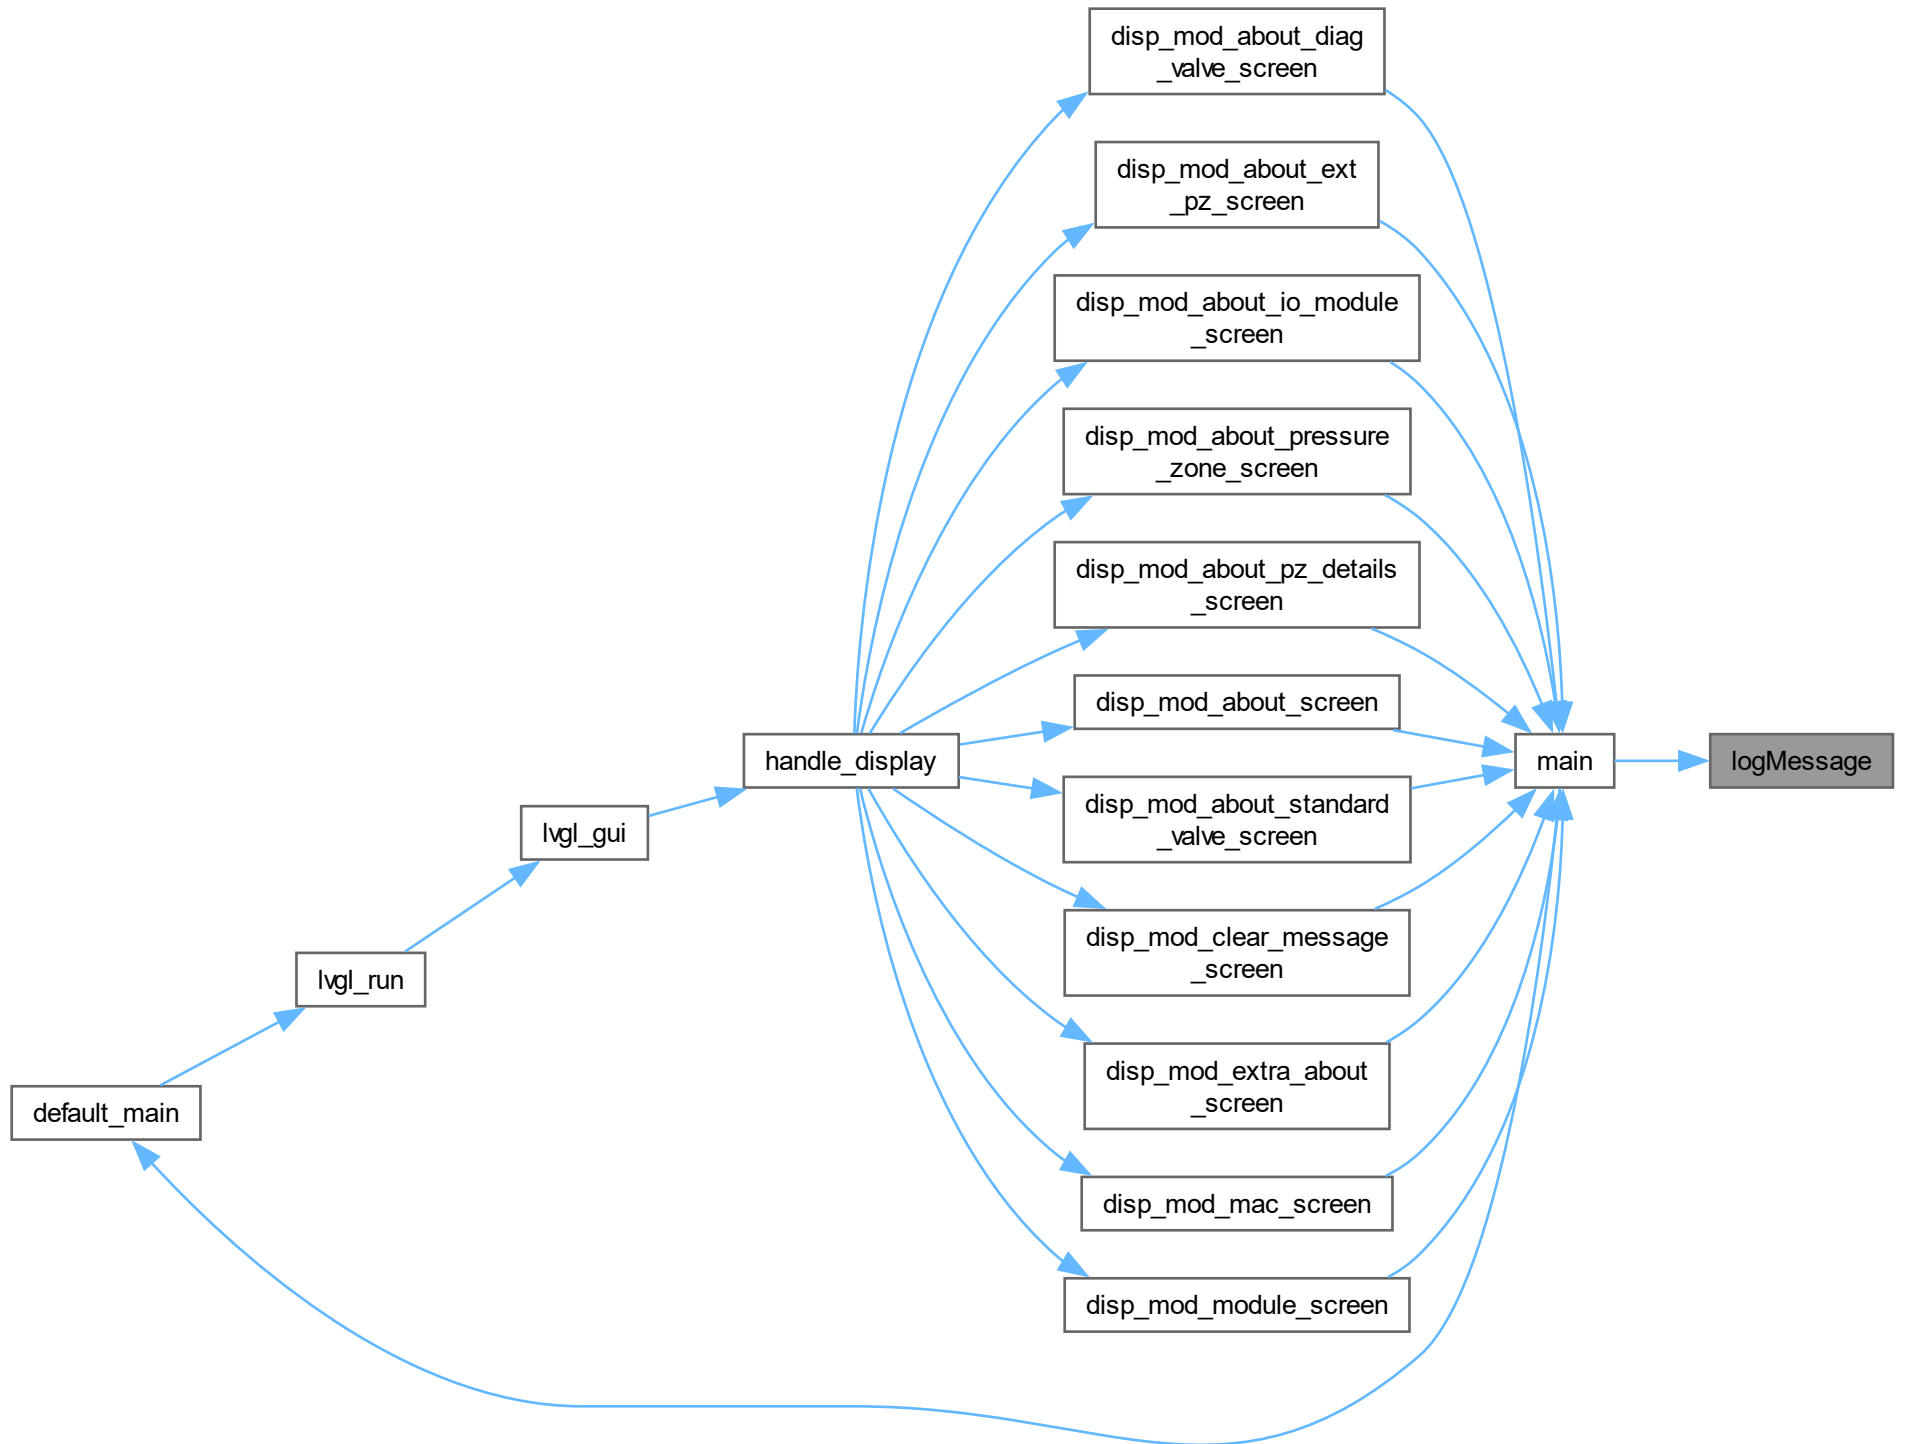 disp_mod_about_diag
_valve_screen
disp_mod_about_ext
_pz_screen
disp_mod_about_io_module
_screen
disp_mod_about_pressure
_zone_screen
disp_mod_about_pz_details
_screen
disp_mod_about_screen
handle_display
main
logMessage
disp_mod_about_standard
_valve_screen
lvgl_gui
disp_mod_clear_message
_screen
lvgl_run
disp_mod_extra_about
_screen
default_main
disp_mod_mac_screen
disp_mod_module_screen